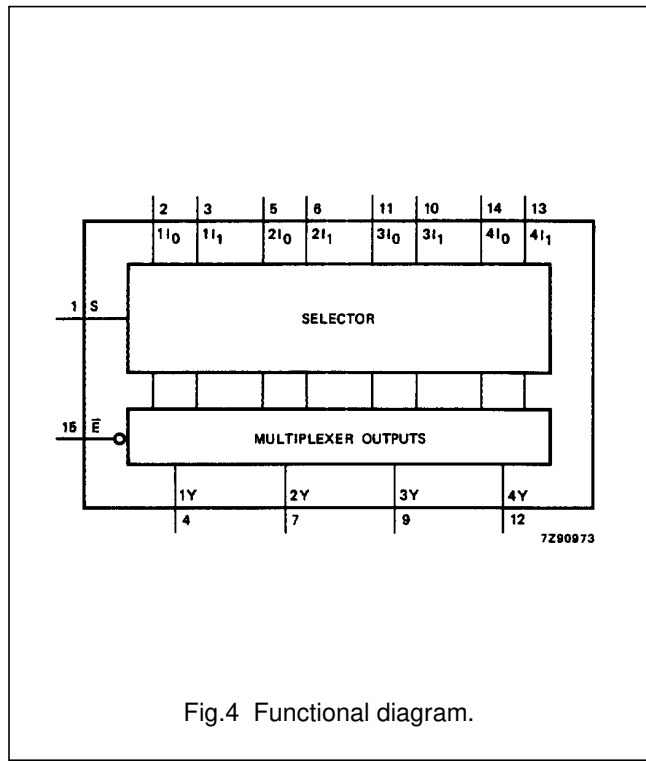 2 3 5 6 11 10 14 13
1I₀ 1I₁ 2I₀ 2I₁ 3I₀ 3I₁ 4I₀ 4I₁
1 S
SELECTOR
15 E̅
MULTIPLEXER OUTPUTS
1Y 2Y 3Y 4Y
4 7 9 12
7Z90973
Fig.4 Functional diagram.